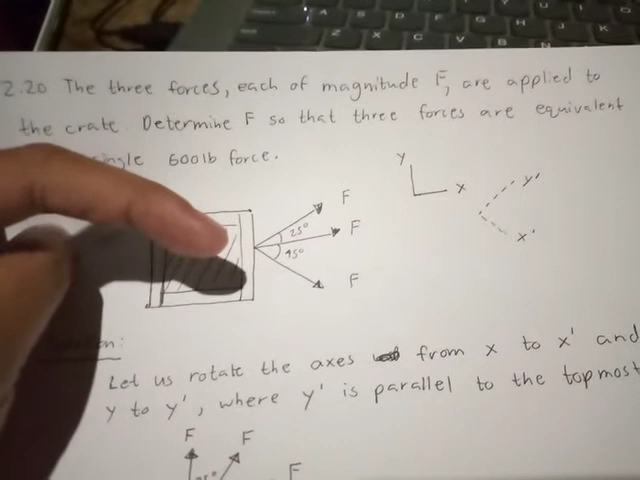 2.20 The three forces, each of magnitude F, are applied to
the crate. Determine F so that three forces are equivalent
600lb force.
Y
X
y'
x'
F
25°
F
45°
F
Let us rotate the axes from x to x' and
y to y', where y' is parallel to the topmost
F
F
F